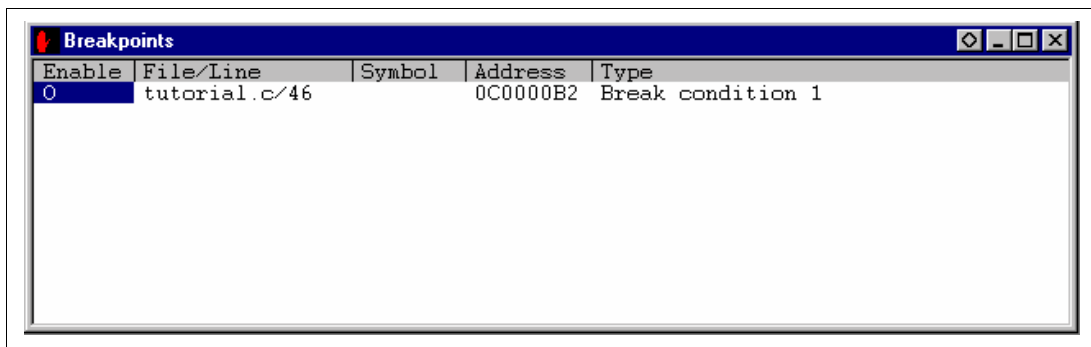 Breakpoints
Enable File/Line Symbol Address Type
O tutorial.c/46 0C0000B2 Break condition 1